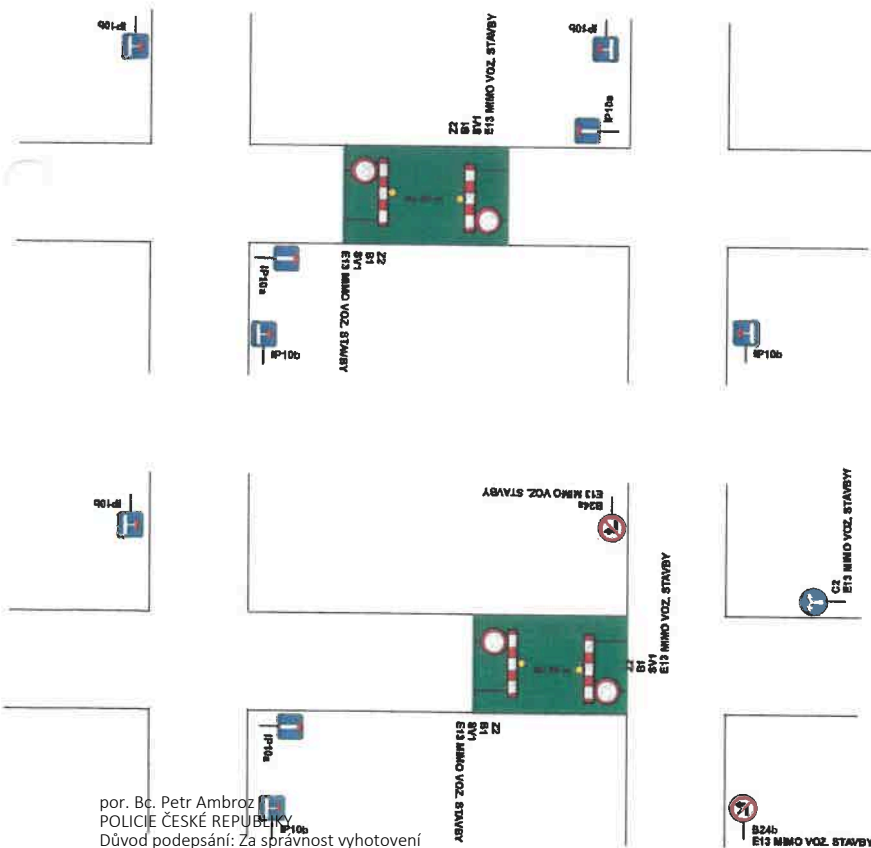 IP10b
IP10b
Z2
B1
SV1
E13 MIMO VOZ. STAVBY
IP10a
IP10a
Z2
B1
SV1
E13 MIMO VOZ. STAVBY
IP10b
IP10b
IP10b
B24a
E13 MIMO VOZ. STAVBY
C2
E13 MIMO VOZ. STAVBY!
Z2
B1
SV1
E13 MIMO VOZ. STAVBY
IP10a
Z2
B1
SV1
E13 MIMO VOZ. STAVBY
IP10b
B24b
E13 MIMO VOZ. STAVBY
por. Bc. Petr Ambroz
POLICIE ČESKÉ REPUBLIKY
Důvod podepsání: Za správnost vyhotovení